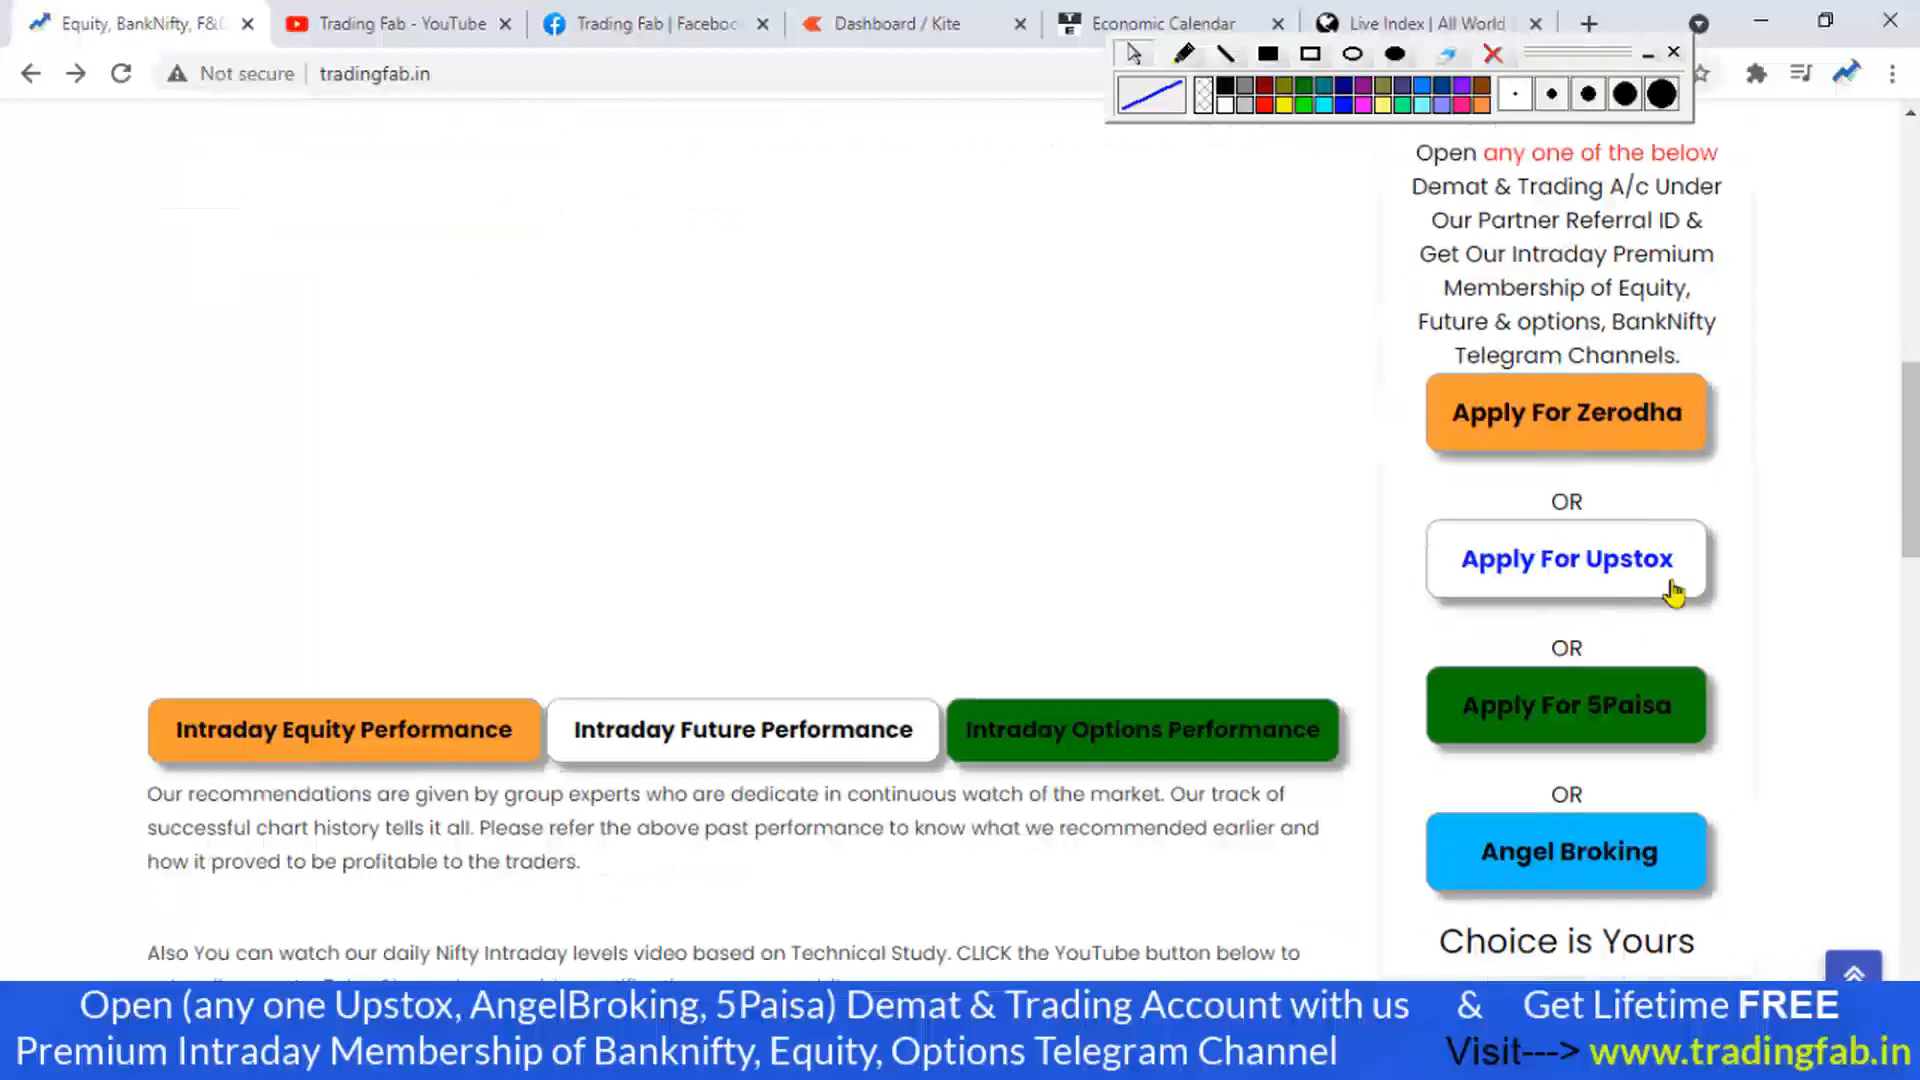 Equity, BankNifty, F&
Trading Fab - YouTube
Trading Fab | Faceboo
Dashboard / Kite
Economic Calendar
Live Index | All World
Not secure
tradingfab.in
Open any one of the below
Demat & Trading A/c Under
Our Partner Referral ID &
Get Our Intraday Premium
Membership of Equity,
Future & options, BankNifty
Telegram Channels.
Apply For Zerodha
OR
Apply For Upstox
OR
Apply For 5Paisa
OR
Angel Broking
Choice is Yours
Intraday Equity Performance
Intraday Future Performance
Intraday Options Performance
Our recommendations are given by group experts who are dedicate in continuous watch of the market. Our track of
successful chart history tells it all. Please refer the above past performance to know what we recommended earlier and
how it proved to be profitable to the traders.
Also You can watch our daily Nifty Intraday levels video based on Technical Study. CLICK the YouTube button below to
Open (any one Upstox, AngelBroking, 5Paisa) Demat & Trading Account with us & Get Lifetime FREE
Premium Intraday Membership of Banknifty, Equity, Options Telegram Channel Visit---> www.tradingfab.in